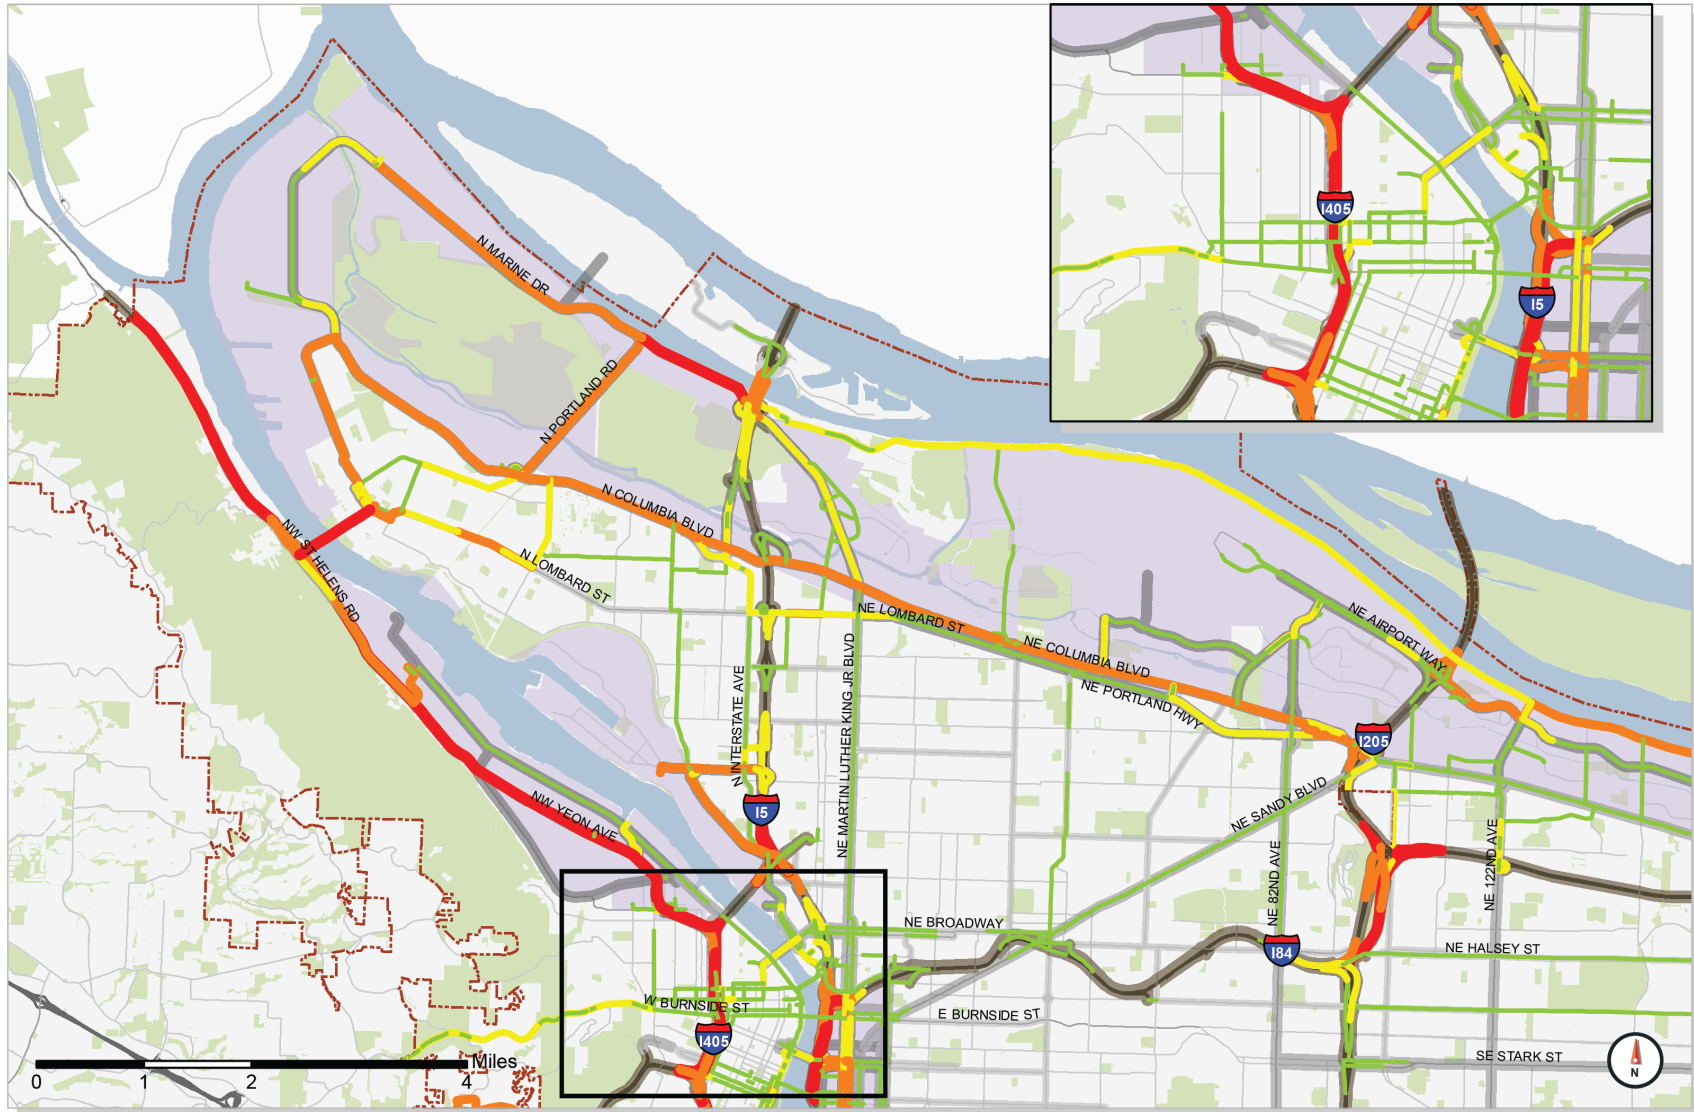 I405
I5
N MARINE DR
N PORTLAND RD
N COLUMBIA BLVD
NW ST HELENS RD
N LOMBARD ST
NE LOMBARD ST
NE AIRPORT WAY
NE COLUMBIA BLVD
NE PORTLAND HWY
N INTERSTATE AVE
NE MARTIN LUTHER KING JR BLVD
I205
NW YEON AVE
I5
NE SANDY BLVD
NE 82ND AVE
NE 122ND AVE
NE BROADWAY
I84
NE HALSEY ST
W BURNSIDE ST
E BURNSIDE ST
I405
SE STARK ST
Miles
0 1 2 4
N